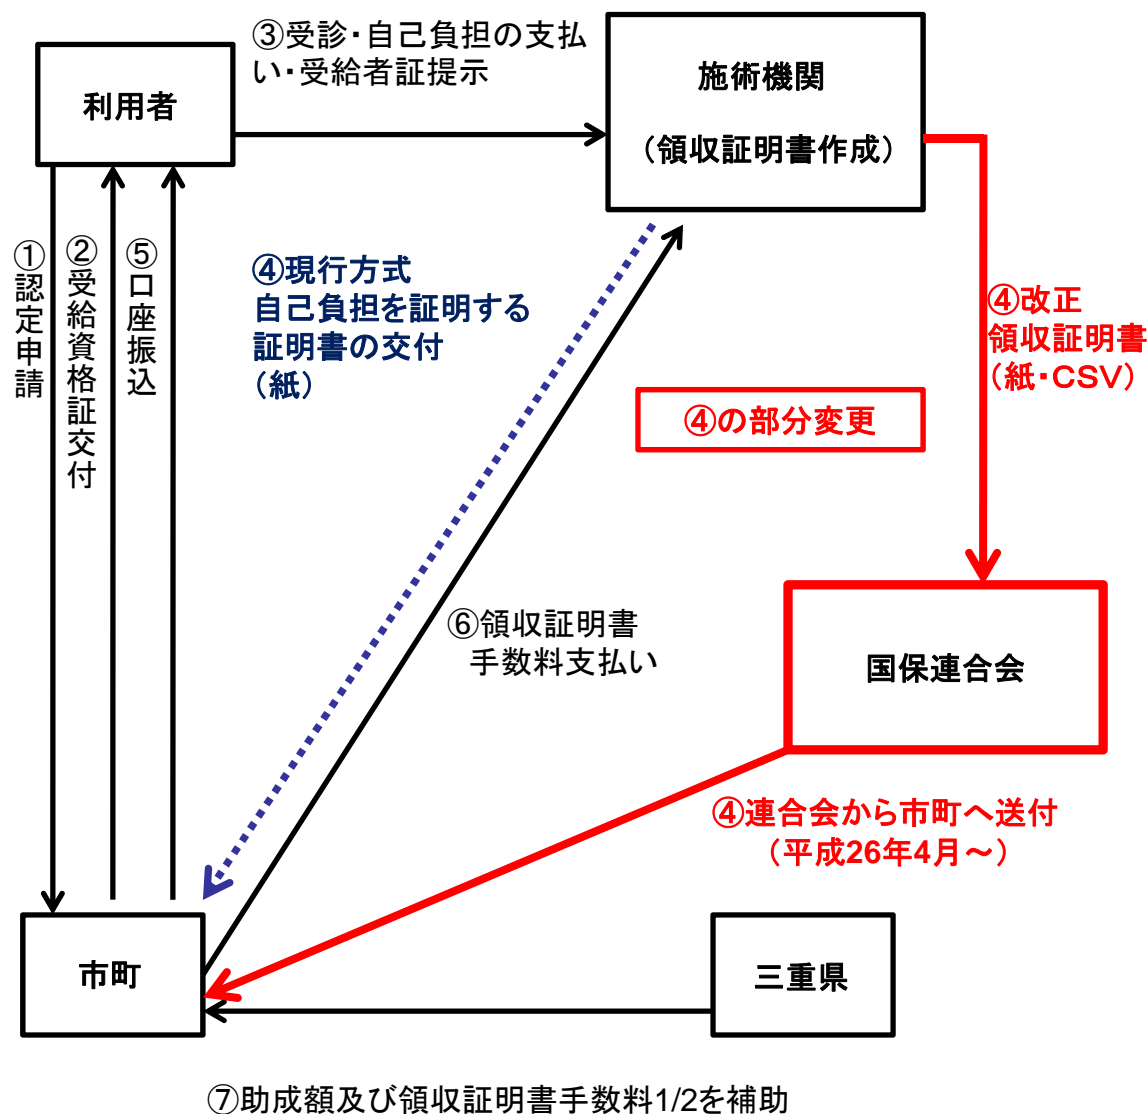 ③受診・自己負担の支払
い・受給者証提示
利用者
施術機関
（領収証明書作成）
①認定申請
②受給資格証交付
⑤口座振込
④現行方式
自己負担を証明する
証明書の交付
（紙）
④改正
領収証明書
（紙・CSV）
④の部分変更
⑥領収証明書
手数料支払い
国保連合会
④連合会から市町へ送付
（平成26年4月～）
市町
三重県
⑦助成額及び領収証明書手数料1/2を補助